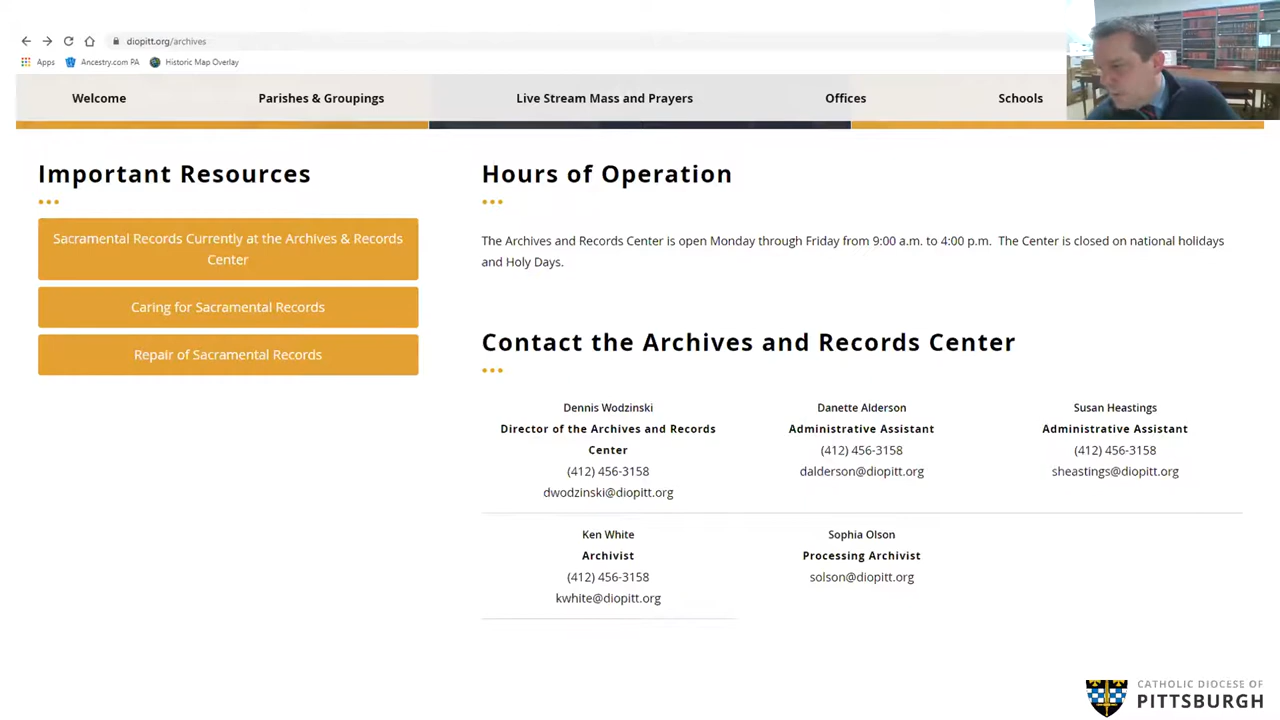 diopitt.org/archives
Apps Ancestry.com PA Historic Map Overlay
Welcome Parishes & Groupings Live Stream Mass and Prayers Offices Schools
Important Resources
Sacramental Records Currently at the Archives & Records
Center
Caring for Sacramental Records
Repair of Sacramental Records
Hours of Operation
The Archives and Records Center is open Monday through Friday from 9:00 a.m. to 4:00 p.m. The Center is closed on national holidays
and Holy Days.
Contact the Archives and Records Center
Dennis Wodzinski
Director of the Archives and Records
Center
(412) 456-3158
dwodzinski@diopitt.org
Danette Alderson
Administrative Assistant
(412) 456-3158
dalderson@diopitt.org
Susan Heastings
Administrative Assistant
(412) 456-3158
sheastings@diopitt.org
Ken White
Archivist
(412) 456-3158
kwhite@diopitt.org
Sophia Olson
Processing Archivist
solson@diopitt.org
CATHOLIC DIOCESE OF
PITTSBURGH